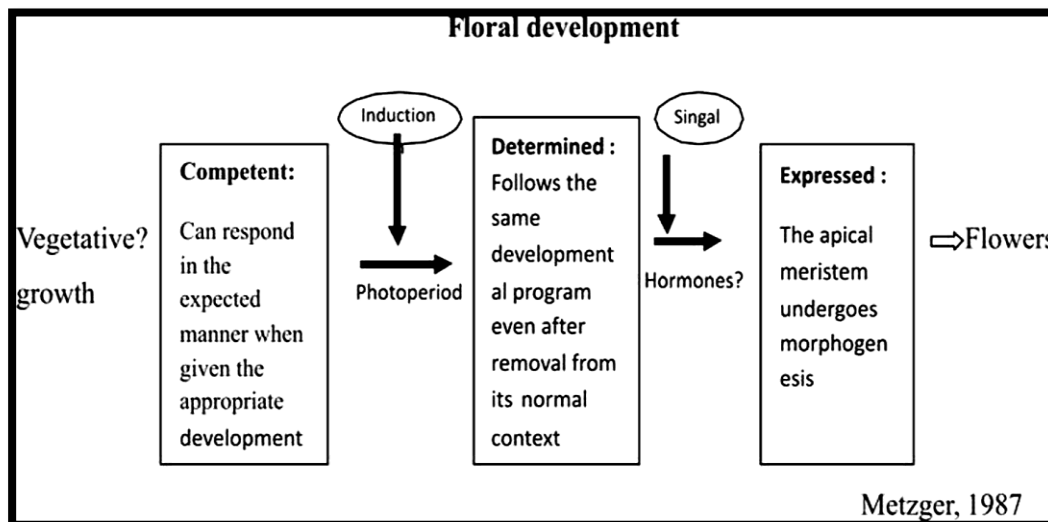 Floral development
Vegetative?
growth
Competent:
Can respond
in the
expected
manner when
given the
appropriate
development
Induction
Photoperiod
Determined :
Follows the
same
development
al program
even after
removal from
its normal
context
Singal
Hormones?
Expressed :
The apical
meristem
undergoes
morphogen
esis
Flowers
Metzger, 1987